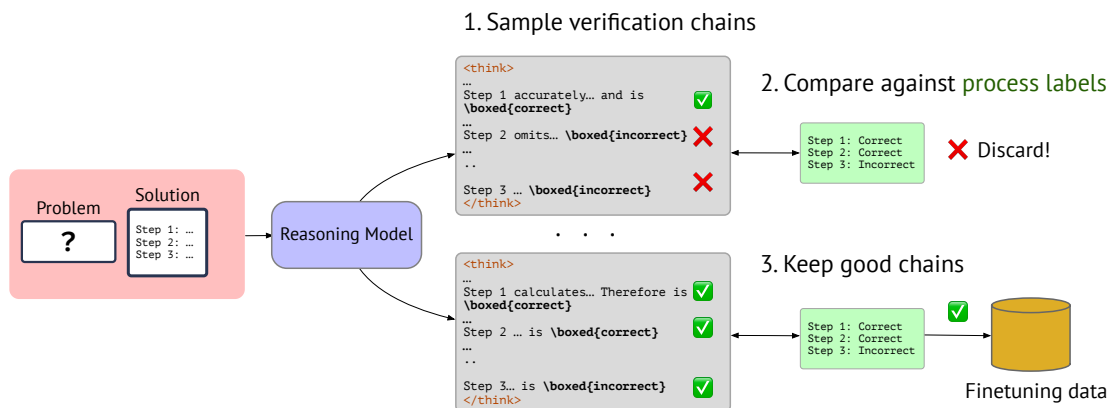 1. Sample verification chains
<think>
…
Step 1 accurately… and is
\boxed{correct}
…
Step 2 omits… \boxed{incorrect}
…
..
Step 3 … \boxed{incorrect}
</think>
2. Compare against process labels
Step 1: Correct
Step 2: Correct
Step 3: Incorrect
Discard!
Problem
?
Solution
Step 1: …
Step 2: …
Step 3: …
Reasoning Model
. . .
3. Keep good chains
<think>
…
Step 1 calculates… Therefore is
\boxed{correct}
…
Step 2 … is \boxed{correct}
…
..
Step 3… is \boxed{incorrect}
</think>
Step 1: Correct
Step 2: Correct
Step 3: Incorrect
Finetuning data